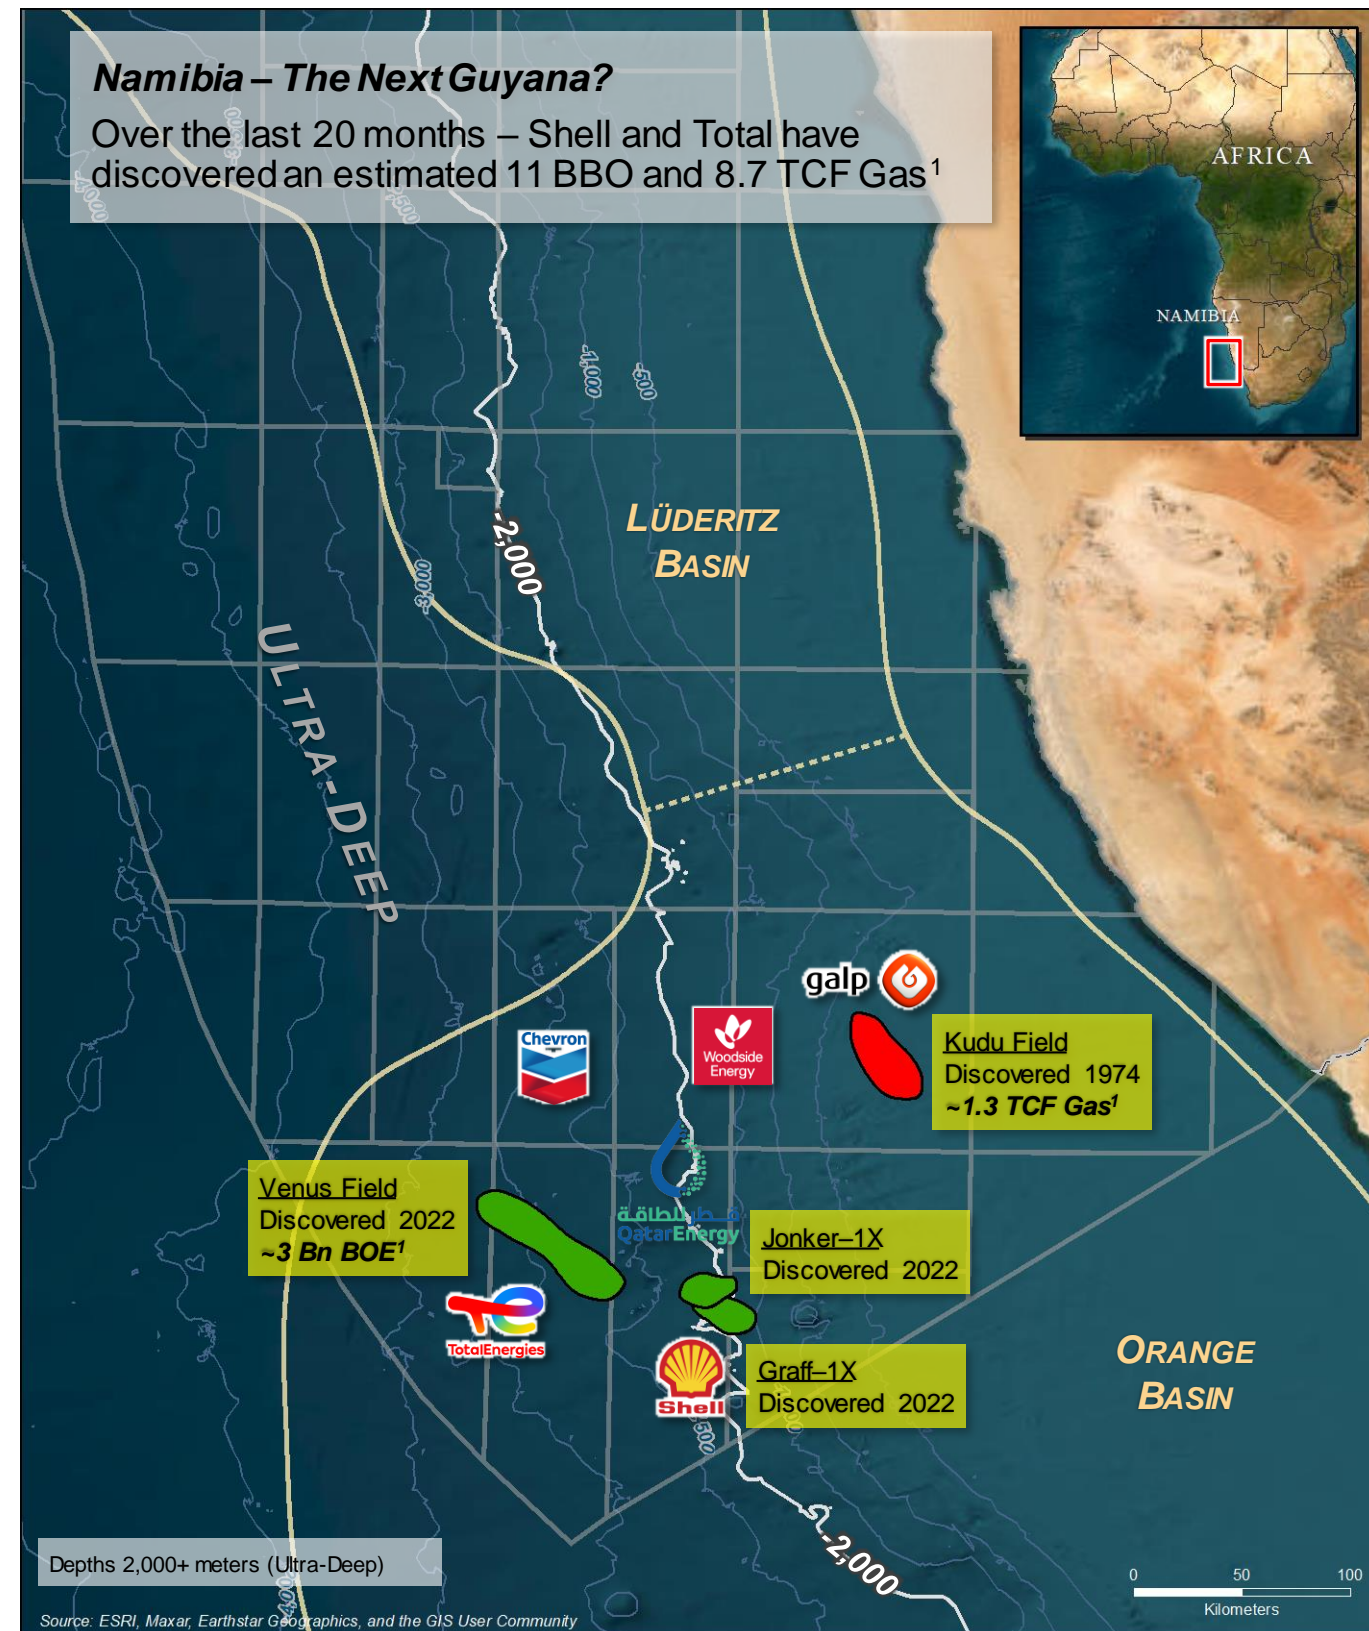 Namibia – The Next Guyana?
Over the last 20 months – Shell and Total have
discovered an estimated 11 BBO and 8.7 TCF Gas1
AFRICA
NAMIBIA
-4,000
-1,000
-500
LÜDERITZ
BASIN
-2,000
-3,000
ULTRA-DEEP
galp
Chevron
Woodside
Energy
Kudu Field
Discovered 1974
~1.3 TCF Gas1
Venus Field
Discovered 2022
~3 Bn BOE1
قطر للطاقة
QatarEnergy
Jonker–1X
Discovered 2022
TotalEnergies
Shell
Graff–1X
Discovered 2022
ORANGE
BASIN
-2,000
Depths 2,000+ meters (Ultra-Deep)
0 50 100
Kilometers
Source: ESRI, Maxar, Earthstar Geographics, and the GIS User Community